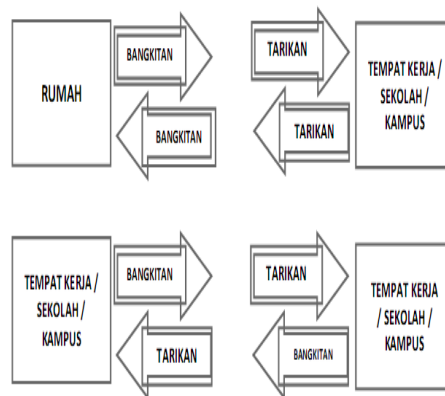 BANGKITAN
TARIKAN
RUMAH
TEMPAT KERJA /
SEKOLAH /
KAMPUS
BANGKITAN
TARIKAN
TEMPAT KERJA /
SEKOLAH /
KAMPUS
BANGKITAN
TARIKAN
TEMPAT KERJA
/ SEKOLAH /
KAMPUS
TARIKAN
BANGKITAN